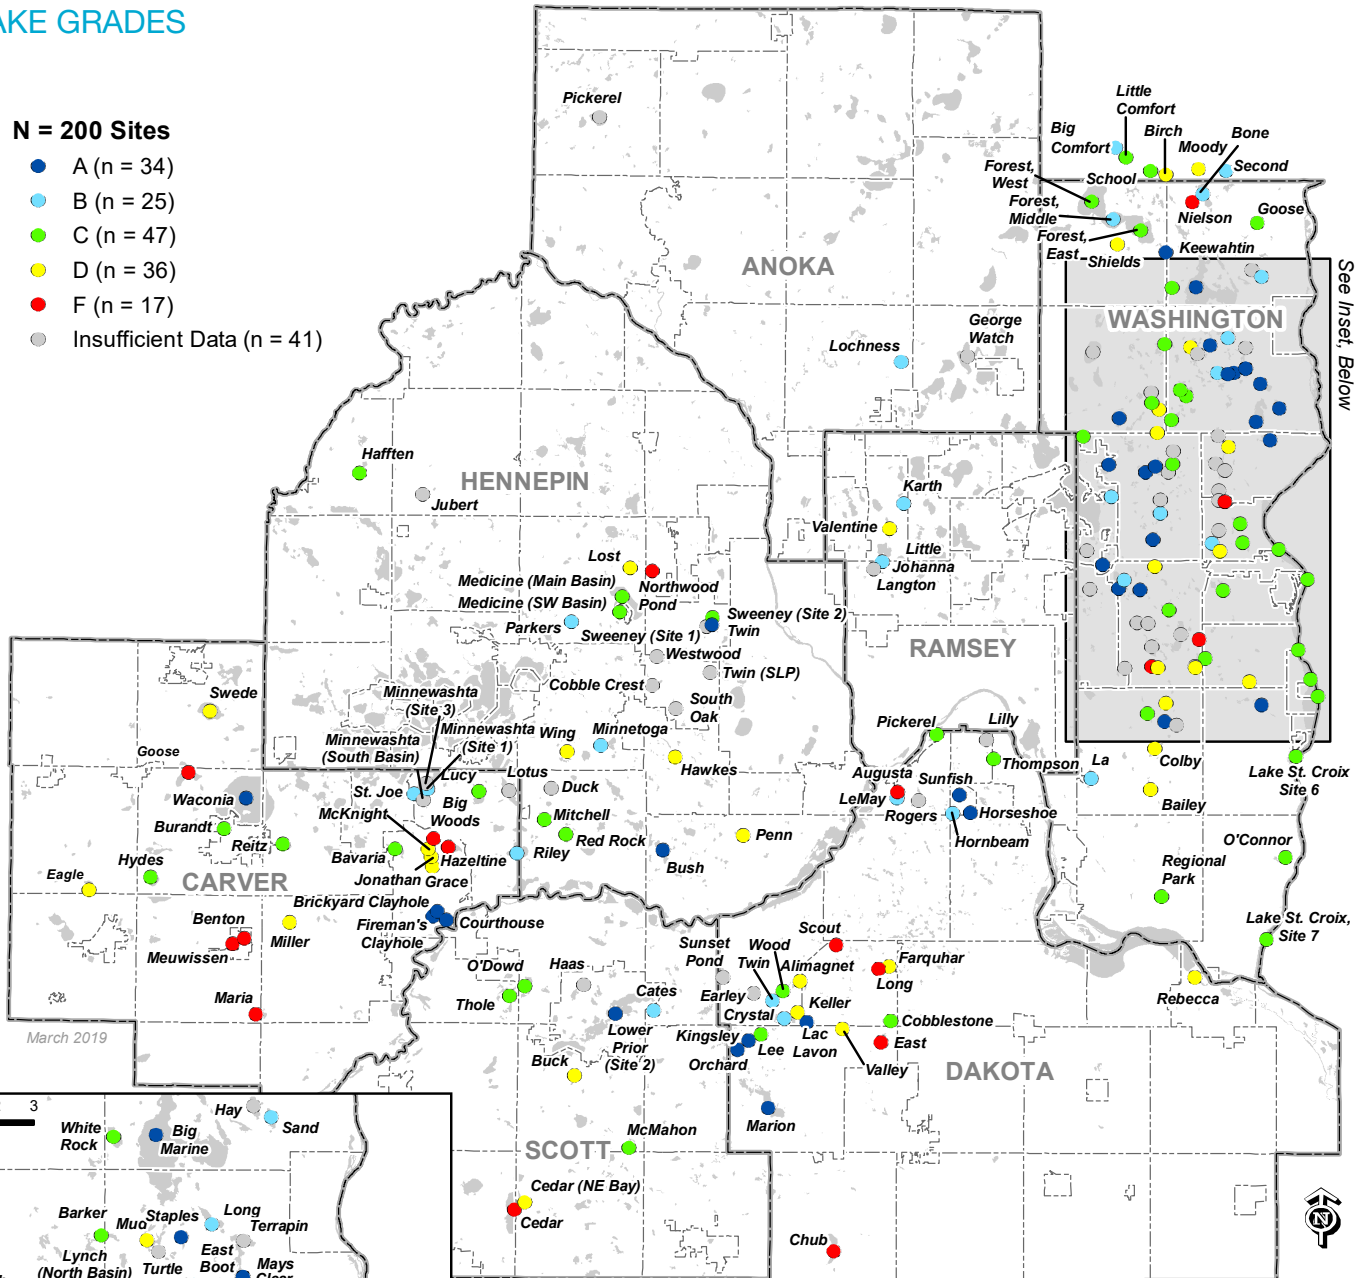 AKE GRADES
N = 200 Sites
A (n = 34)
B (n = 25)
C (n = 47)
D (n = 36)
F (n = 17)
Insufficient Data (n = 41)
Pickerel
Little
Comfort
Big
Comfort
Birch
Bone
Moody
Second
School
Forest,
West
Forest,
Middle
Forest,
East
Nielson
Goose
Shields
Keewahtin
See Inset, Below
ANOKA
WASHINGTON
George
Watch
Lochness
Hafften
HENNEPIN
Jubert
Karth
Valentine
Little
Johanna
Langton
Lost
Northwood
Pond
Medicine (Main Basin)
Medicine (SW Basin)
Parkers
Sweeney (Site 2)
Twin
Sweeney (Site 1)
Westwood
Twin (SLP)
Cobble Crest
South
Oak
RAMSEY
Swede
Minnewashta
(Site 3)
Minnewashta
(Site 1)
Minnewashta
(South Basin)
Wing
Minnetoga
Hawkes
Pickerel
Lilly
Thompson
La
Colby
Lake St. Croix
Site 6
Goose
Waconia
St. Joe
Lucy
Lotus
Duck
Big
Woods
McKnight
Augusta
Sunfish
LeMay
Rogers
Horseshoe
Hornbeam
Bailey
Burandt
Reitz
Bavaria
Hazeltine
Mitchell
Red Rock
Riley
Penn
Bush
O'Connor
Hydes
Eagle
CARVER
Jonathan
Grace
Regional
Park
Brickyard Clayhole
Fireman's
Clayhole
Courthouse
Benton
Miller
Meuwissen
Lake St. Croix,
Site 7
Maria
O'Dowd
Thole
Haas
Cates
Sunset
Pond
Wood
Twin
Scout
Alimagnet
Farquhar
Long
Rebecca
Earley
Keller
Crystal
Cobblestone
March 2019
Lower
Prior
(Site 2)
Kingsley
Orchard
Lee
Lac
Lavon
East
Valley
Buck
DAKOTA
Marion
3
Hay
Sand
White
Rock
Big
Marine
McMahon
SCOTT
Cedar (NE Bay)
Cedar
Barker
Mud
Staples
Long
Terrapin
Lynch
(North Basin)
Turtle
East
Boot
Mays
Chub
N